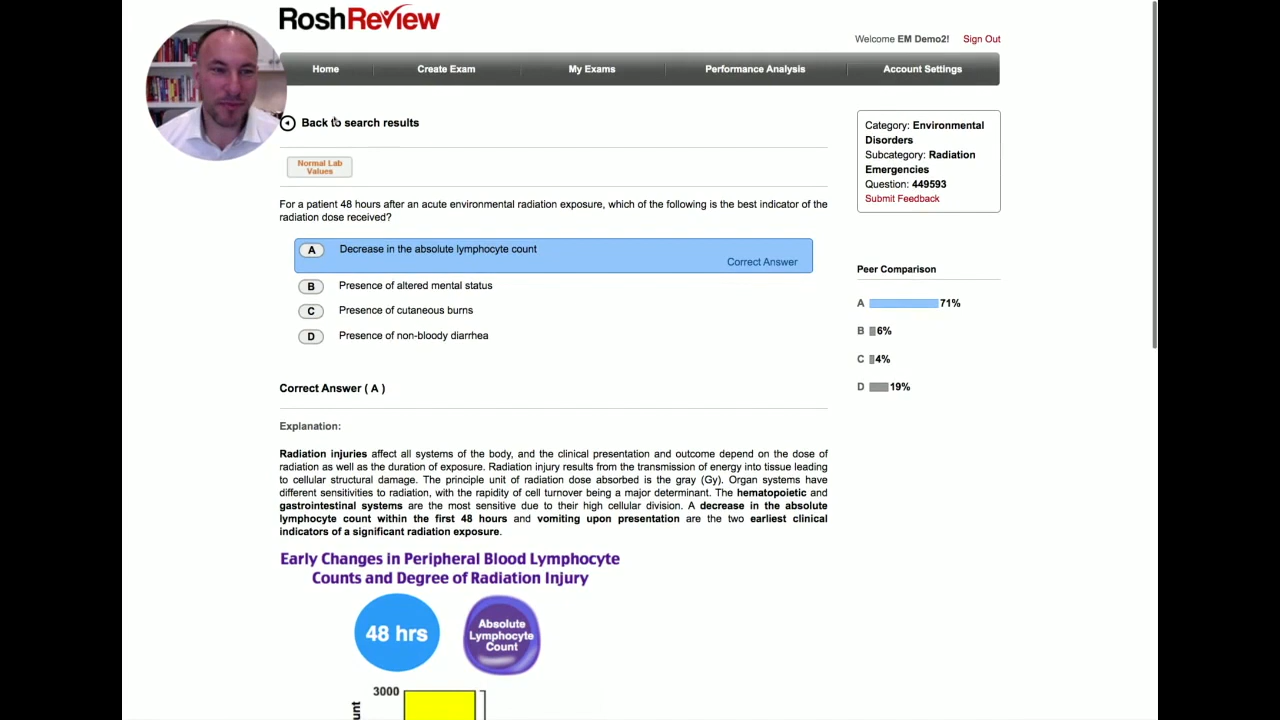 RoshReview
Welcome EM Demo2! Sign Out
Home Create Exam My Exams Performance Analysis Account Settings
Back to search results
Normal Lab
Values
For a patient 48 hours after an acute environmental radiation exposure, which of the following is the best indicator of the
radiation dose received?
A Decrease in the absolute lymphocyte count
Correct Answer
B Presence of altered mental status
C Presence of cutaneous burns
D Presence of non-bloody diarrhea
Correct Answer ( A )
Explanation:
Radiation injuries affect all systems of the body, and the clinical presentation and outcome depend on the dose of
radiation as well as the duration of exposure. Radiation injury results from the transmission of energy into tissue leading
to cellular structural damage. The principle unit of radiation dose absorbed is the gray (Gy). Organ systems have
different sensitivities to radiation, with the rapidity of cell turnover being a major determinant. The hematopoietic and
gastrointestinal systems are the most sensitive due to their high cellular division. A decrease in the absolute
lymphocyte count within the first 48 hours and vomiting upon presentation are the two earliest clinical
indicators of a significant radiation exposure.
Early Changes in Peripheral Blood Lymphocyte
Counts and Degree of Radiation Injury
48 hrs
Absolute
Lymphocyte
Count
3000
Category: Environmental
Disorders
Subcategory: Radiation
Emergencies
Question: 449593
Submit Feedback
Peer Comparison
A 71%
B 6%
C 4%
D 19%